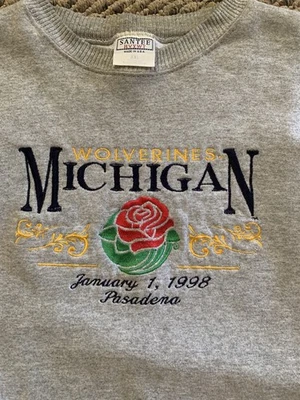 SANTEE
WOLVERINES
MICHIGAN
January 1, 1998
Pasadena